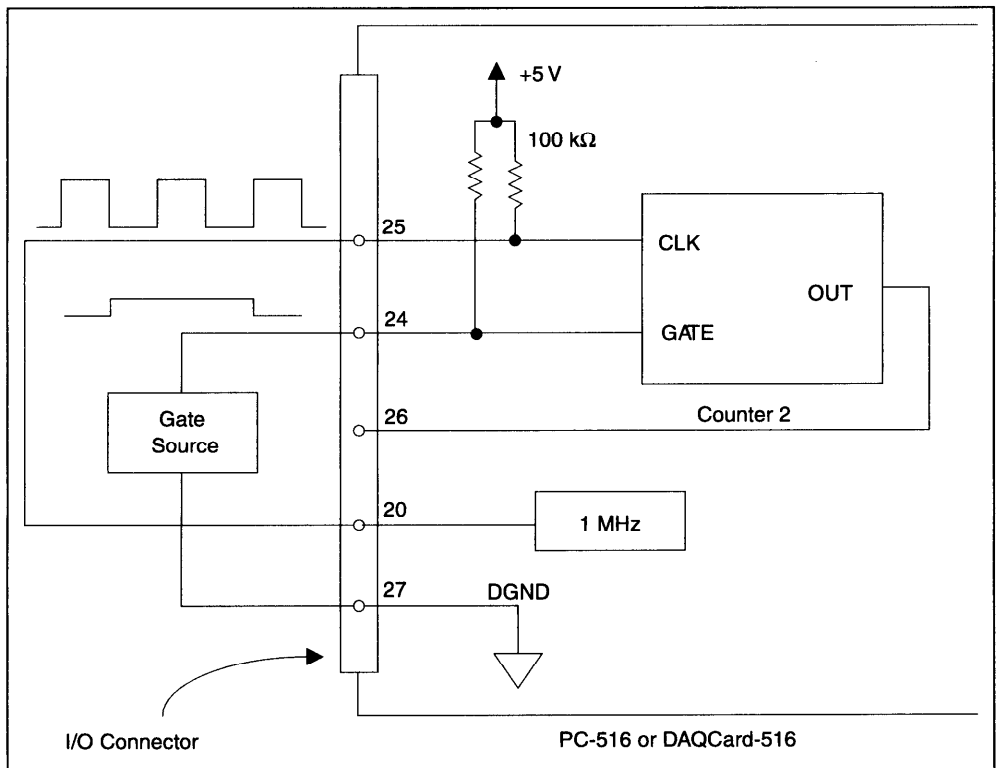 +5 V
100 kΩ
25
CLK
OUT
24
GATE
Gate
Source
26
Counter 2
20
1 MHz
27
DGND
I/O Connector
PC-516 or DAQCard-516